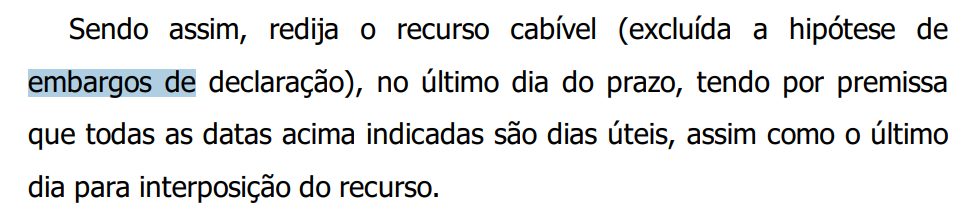 Sendo assim, redija o recurso cabível (excluída a hipótese de
embargos de declaração), no último dia do prazo, tendo por premissa
que todas as datas acima indicadas são dias úteis, assim como o último
dia para interposição do recurso.